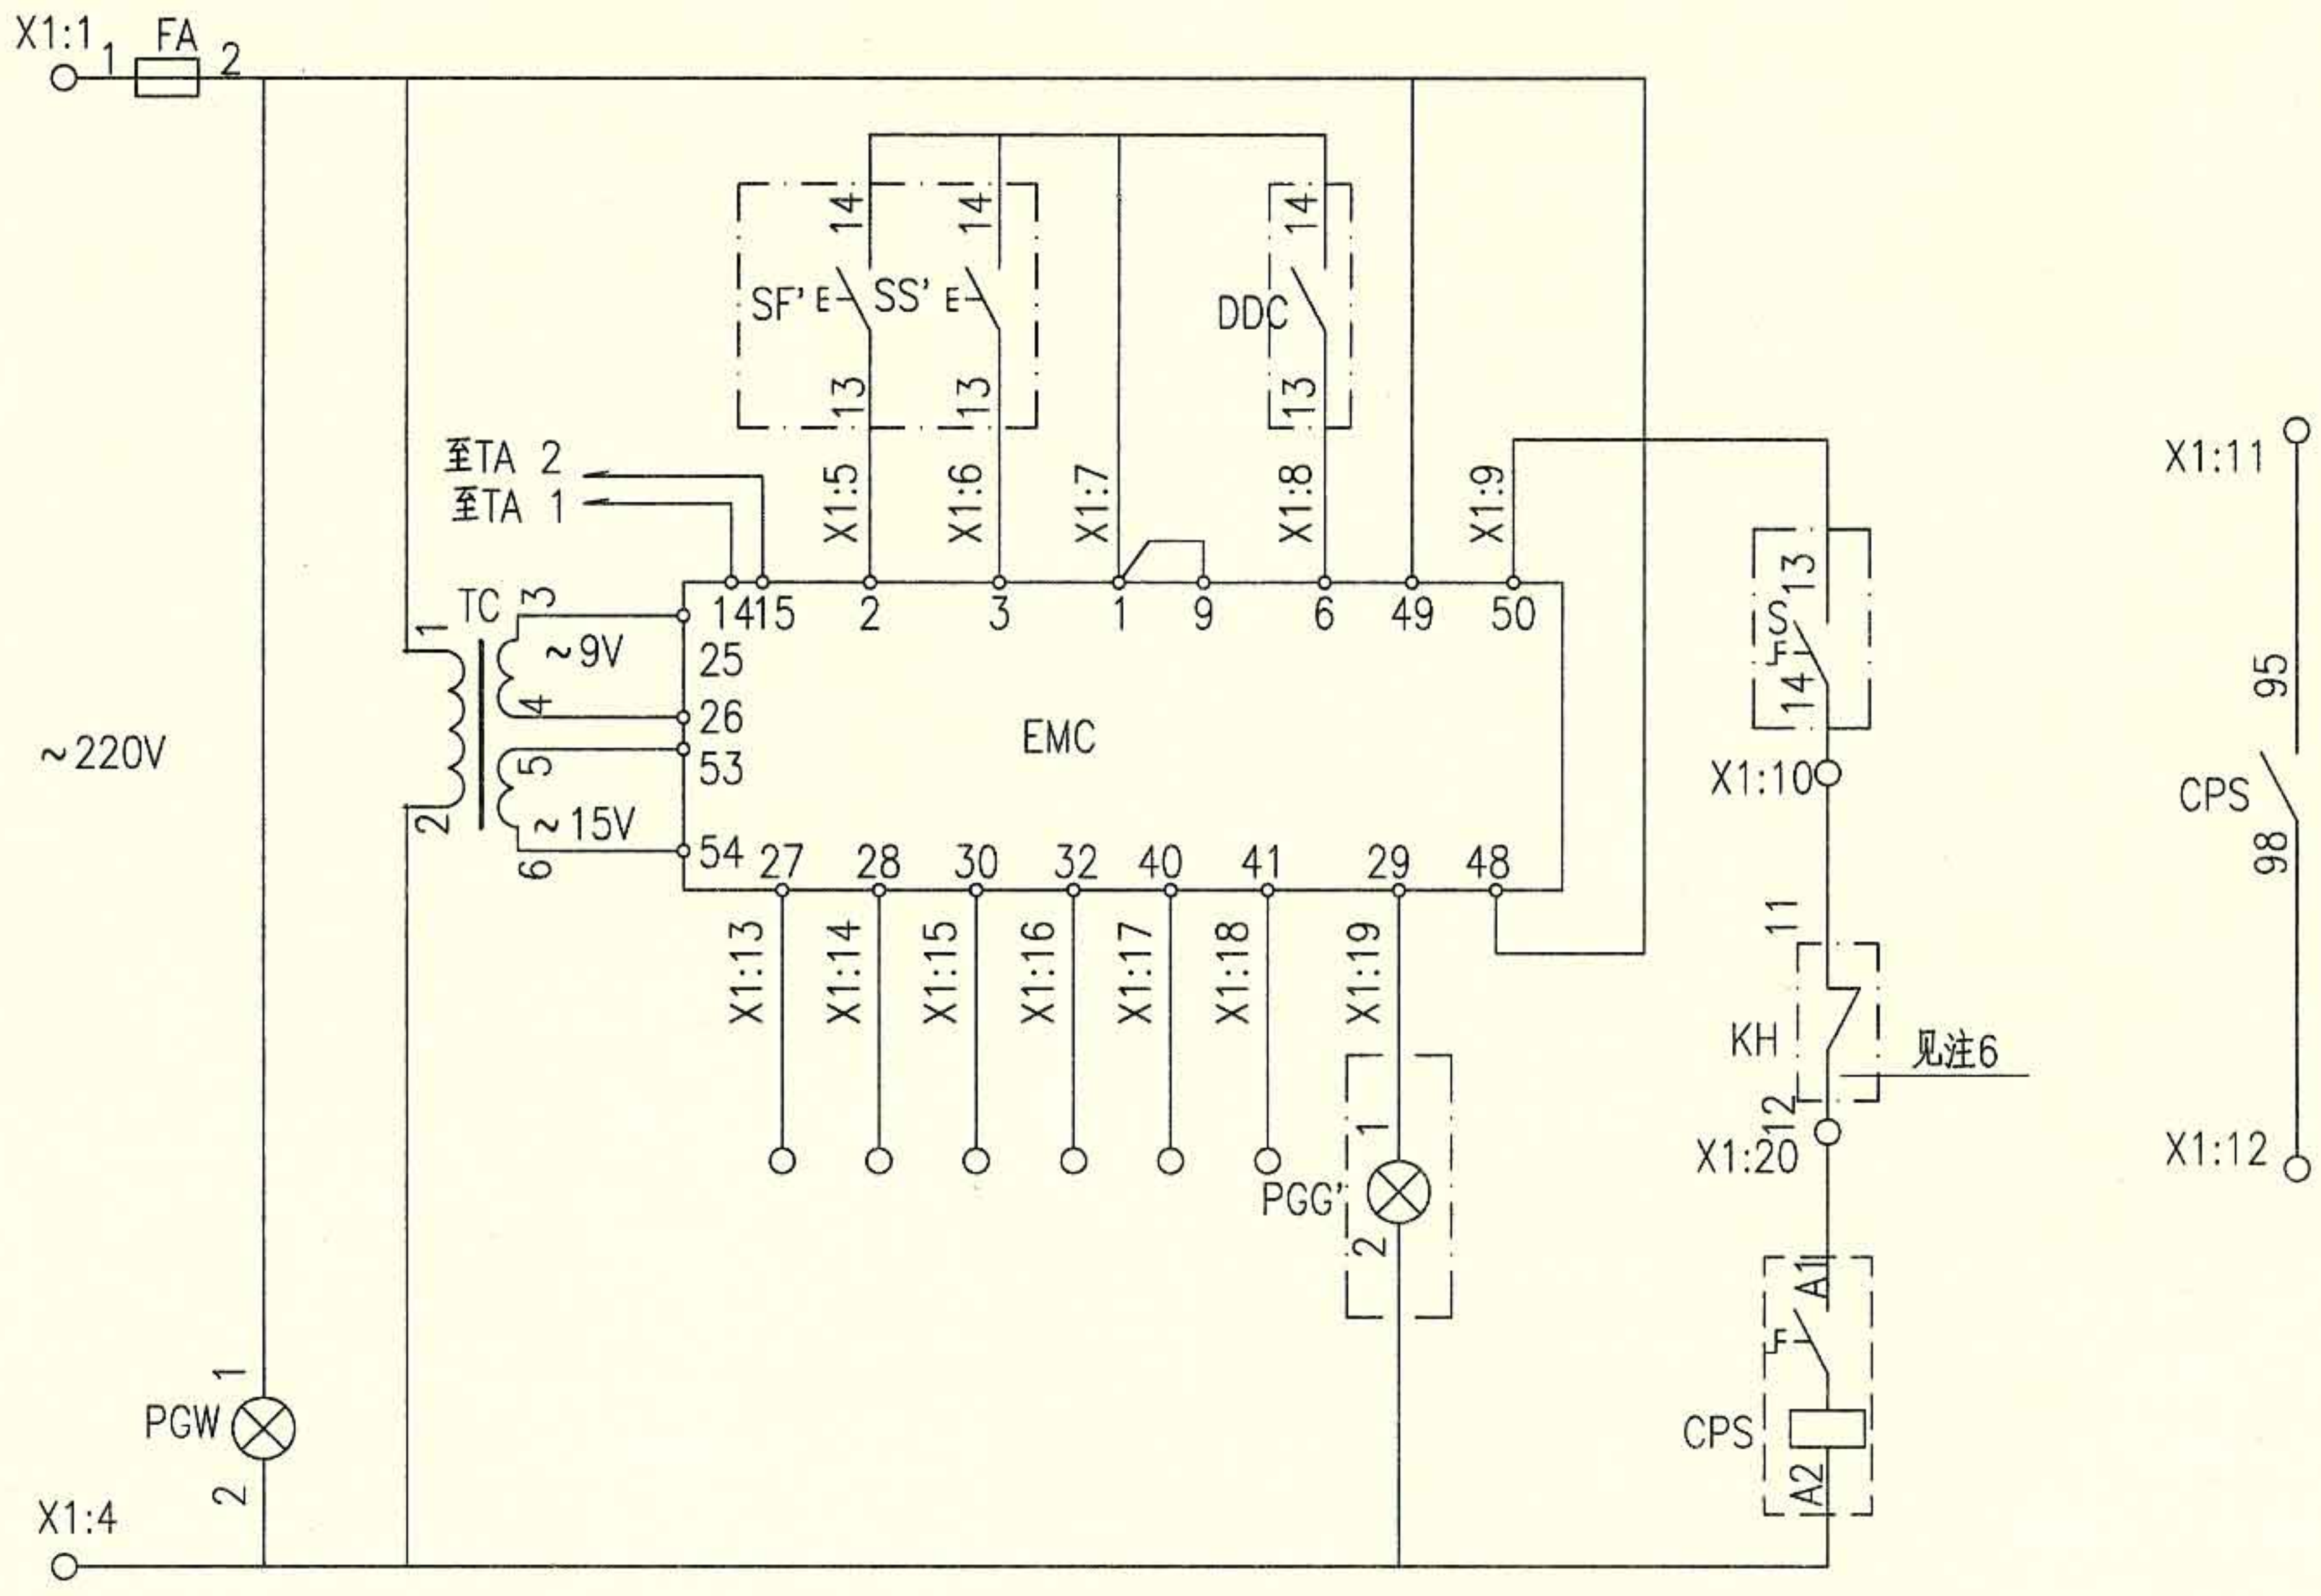 X1:1
1
FA
2
14
14
14
SF'
SS'
DDC
13
13
13
至TA 2
至TA 1
X1:5
X1:6
X1:7
X1:8
X1:9
X1:11
13
S
14
X1:10
95
CPS
98
X1:12
TC
1
2
3
~9V
4
5
~15V
6
~220V
14 15 2 3 1 9 6 49 50
25
26
53
54
EMC
27 28 30 32 40 41 29 48
X1:13
X1:14
X1:15
X1:16
X1:17
X1:18
X1:19
11
KH
见注6
12
X1:20
1
PGG'
2
A1
CPS
A2
1
PGW
2
X1:4